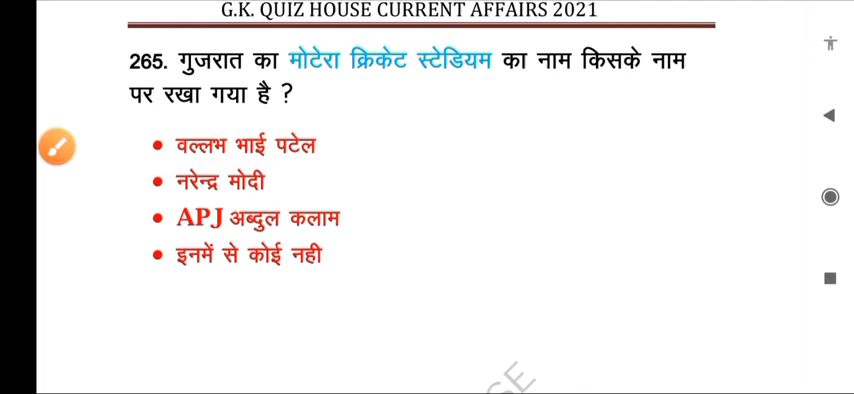 G.K. QUIZ HOUSE CURRENT AFFAIRS 2021
265. गुजरात का मोटेरा क्रिकेट स्टेडियम का नाम किसके नाम
पर रखा गया है ?
• वल्लभ भाई पटेल
• नरेन्द्र मोदी
• APJ अब्दुल कलाम
• इनमें से कोई नही
SE